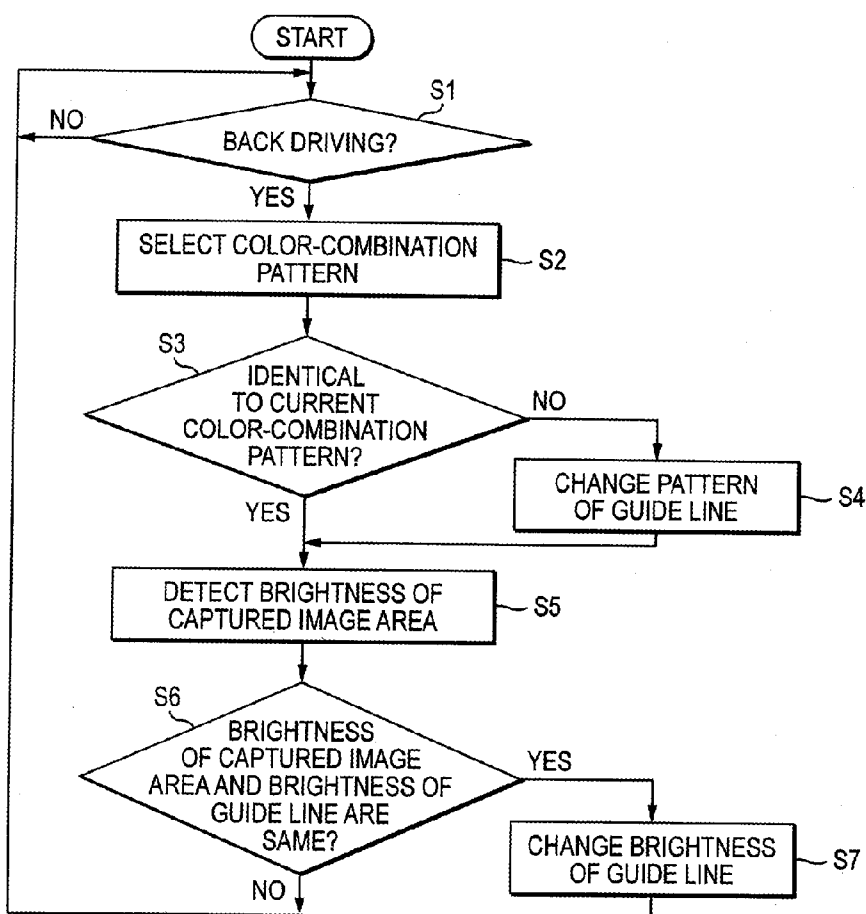 START
S1
NO
BACK DRIVING?
YES
SELECT COLOR-COMBINATION
PATTERN
S2
S3
IDENTICAL
TO CURRENT
COLOR-COMBINATION
PATTERN?
NO
YES
CHANGE PATTERN
OF GUIDE LINE
S4
DETECT BRIGHTNESS OF
CAPTURED IMAGE AREA
S5
S6
BRIGHTNESS
OF CAPTURED IMAGE
AREA AND BRIGHTNESS OF
GUIDE LINE ARE
SAME?
YES
NO
CHANGE BRIGHTNESS
OF GUIDE LINE
S7